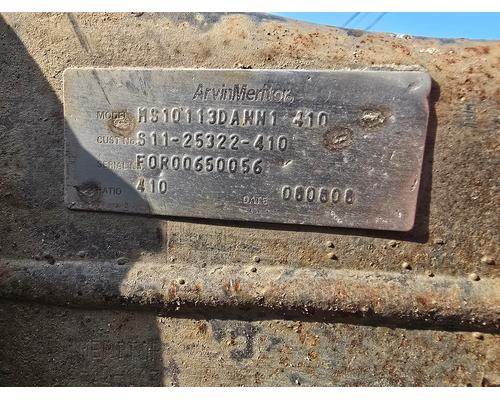 ArvinMeritor
MODEL MS10113DANN1 410
CUST NO. S11-25322-410
SERIAL FOR00650056
RATIO 410 DATE 060606